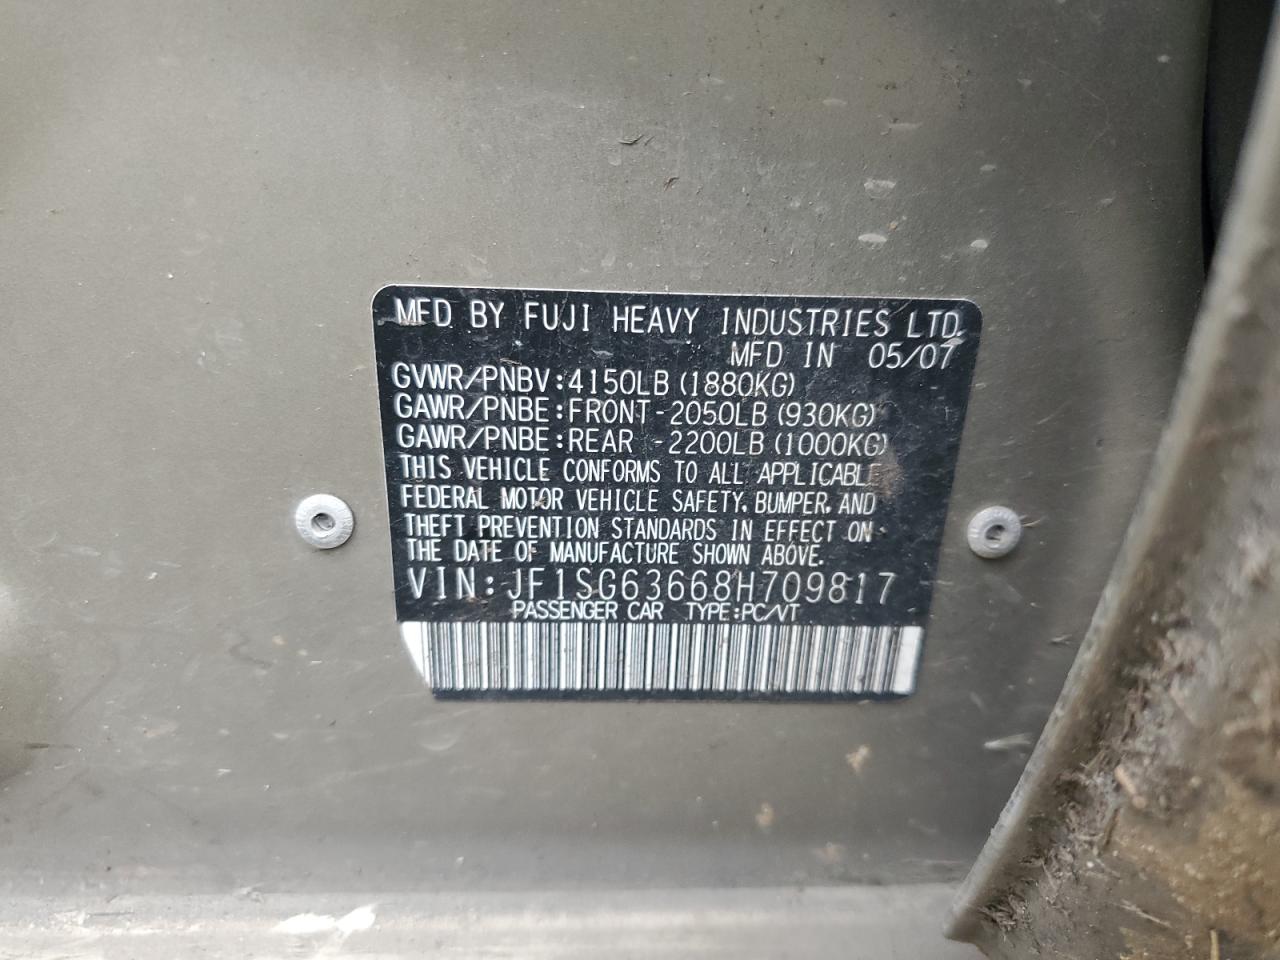 MFD. BY FUJI HEAVY INDUSTRIES LTD.
MFD IN 05/07
GVWR/PNBV:4150LB (1880KG)
GAWR/PNBE:FRONT-2050LB (930KG)
GAWR/PNBE:REAR -2200LB (1000KG)
THIS VEHICLE CONFORMS TO ALL APPLICABLE
FEDERAL MOTOR VEHICLE SAFETY, BUMPER, AND
THEFT PREVENTION STANDARDS IN EFFECT ON
THE DATE OF MANUFACTURE SHOWN ABOVE.
VIN:JF1SG63668H709817
PASSENGER CAR TYPE:PC/VT